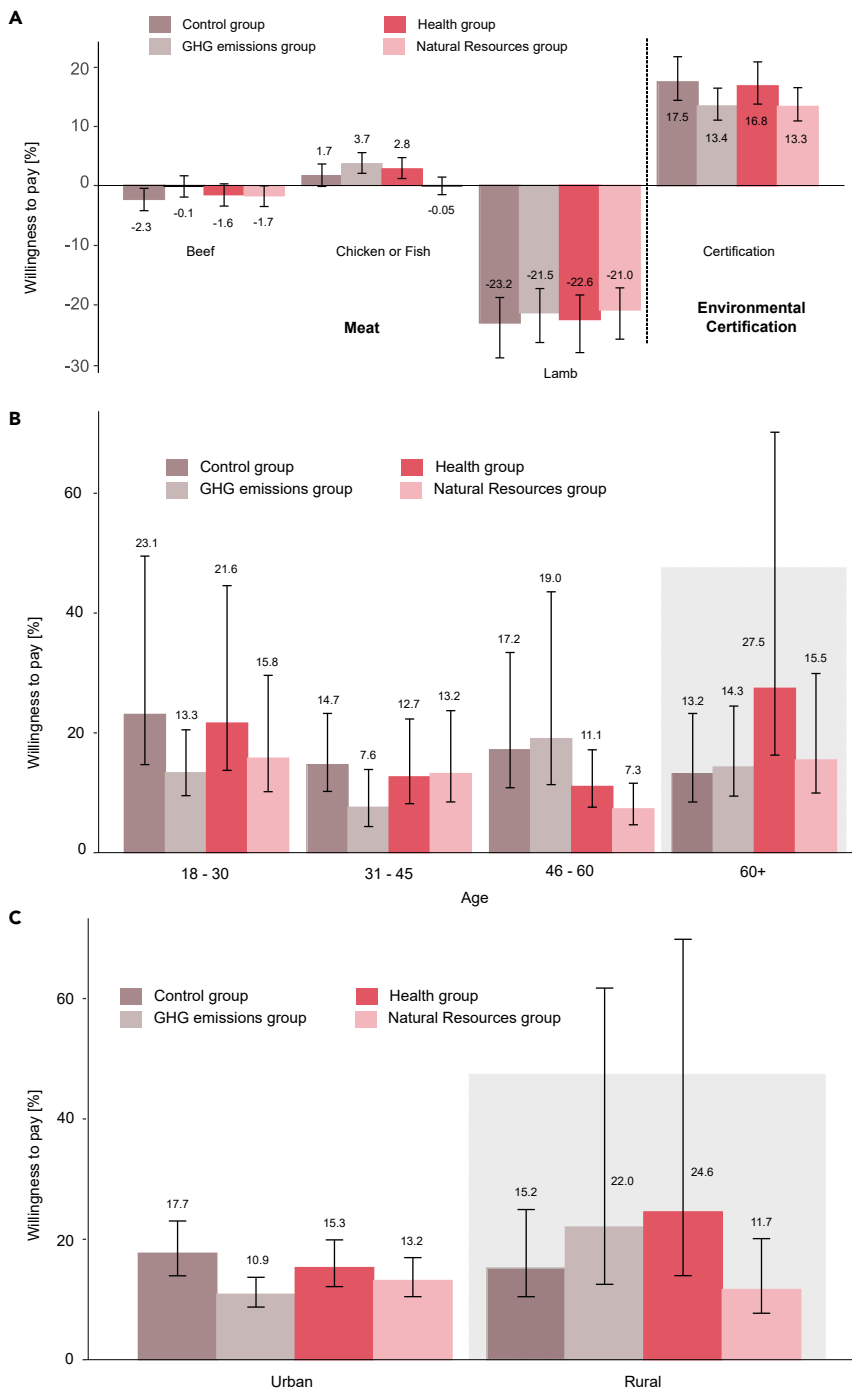 A
Control group
Health group
GHG emissions group
Natural Resources group
Willingness to pay [%]
20
10
0
-10
-20
-30
-2.3
-0.1
-1.6
-1.7
Beef
1.7
3.7
2.8
-0.05
Chicken or Fish
Meat
-23.2
-21.5
-22.6
-21.0
Lamb
17.5
13.4
16.8
13.3
Certification
Environmental
Certification
B
Control group
Health group
GHG emissions group
Natural Resources group
Willingness to pay [%]
60
40
20
0
23.1
13.3
21.6
15.8
14.7
7.6
12.7
13.2
17.2
19.0
11.1
7.3
13.2
14.3
27.5
15.5
18 - 30
31 - 45
46 - 60
60+
Age
C
Control group
Health group
GHG emissions group
Natural Resources group
Willingness to pay [%]
60
40
20
0
17.7
10.9
15.3
13.2
15.2
22.0
24.6
11.7
Urban
Rural